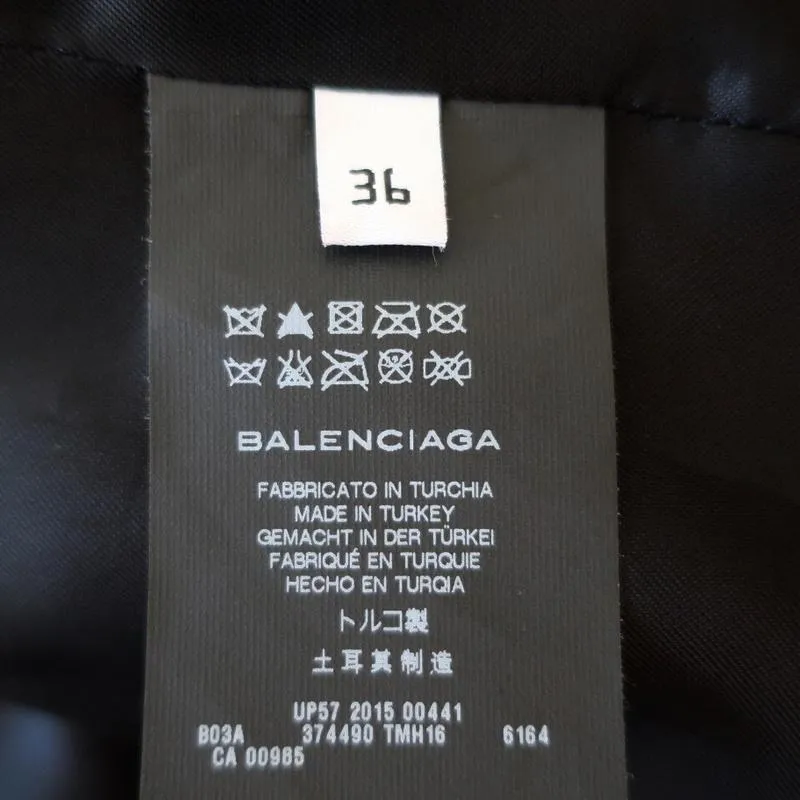 36
BALENCIAGA
FABBRICATO IN TURCHIA
MADE IN TURKEY
GEMACHT IN DER TÜRKEI
FABRIQUÉ EN TURQUIE
HECHO EN TURQIA
トルコ製
土耳其制造
UP57 2015 00441
B03A 374490 TMH16 6164
CA 00985